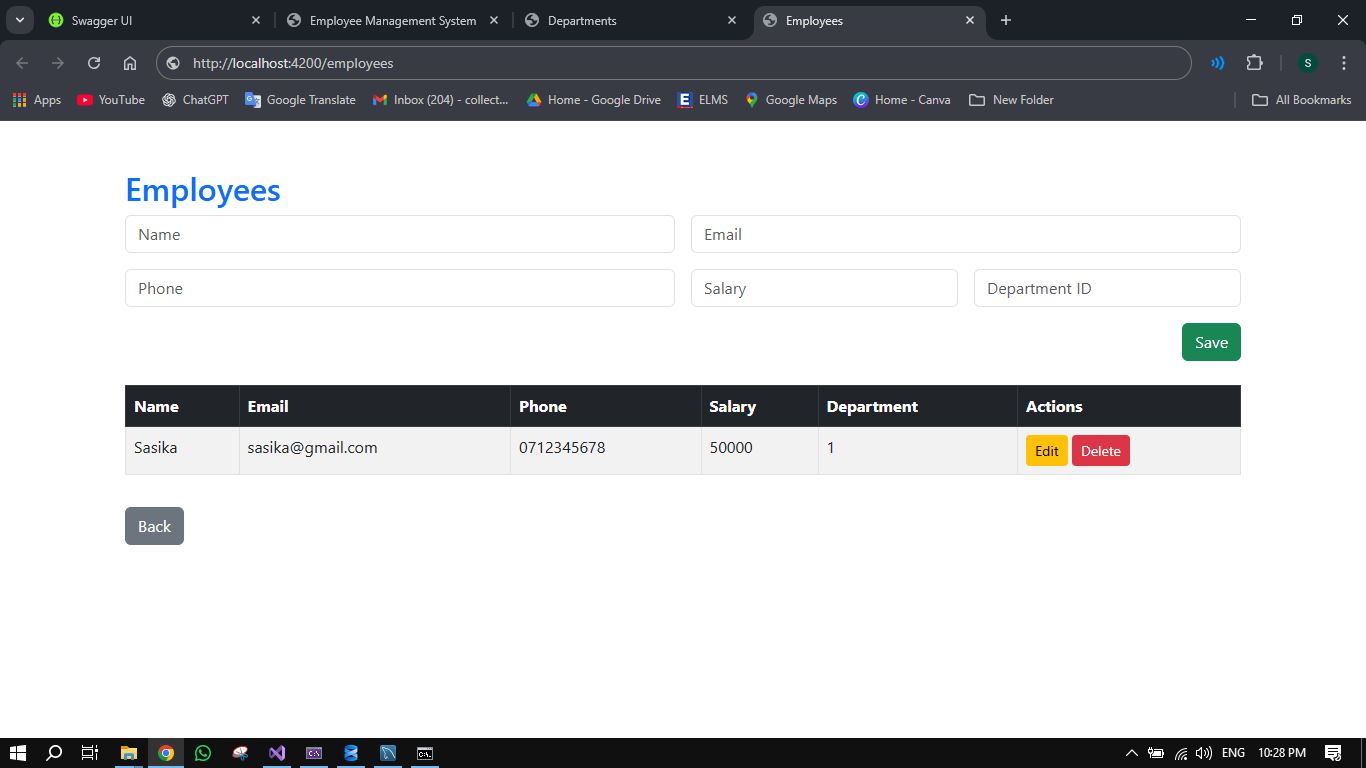 Swagger UI
Employee Management System
Departments
Employees
http://localhost:4200/employees
S
Apps
YouTube
ChatGPT
Google Translate
Inbox (204) - collect...
Home - Google Drive
E ELMS
Google Maps
Home - Canva
New Folder
All Bookmarks
Employees
Name Email
Phone Salary Department ID
Save
Name Email Phone Salary Department Actions
Sasika sasika@gmail.com 0712345678 50000 1 Edit Delete
Back
ENG 10:28 PM